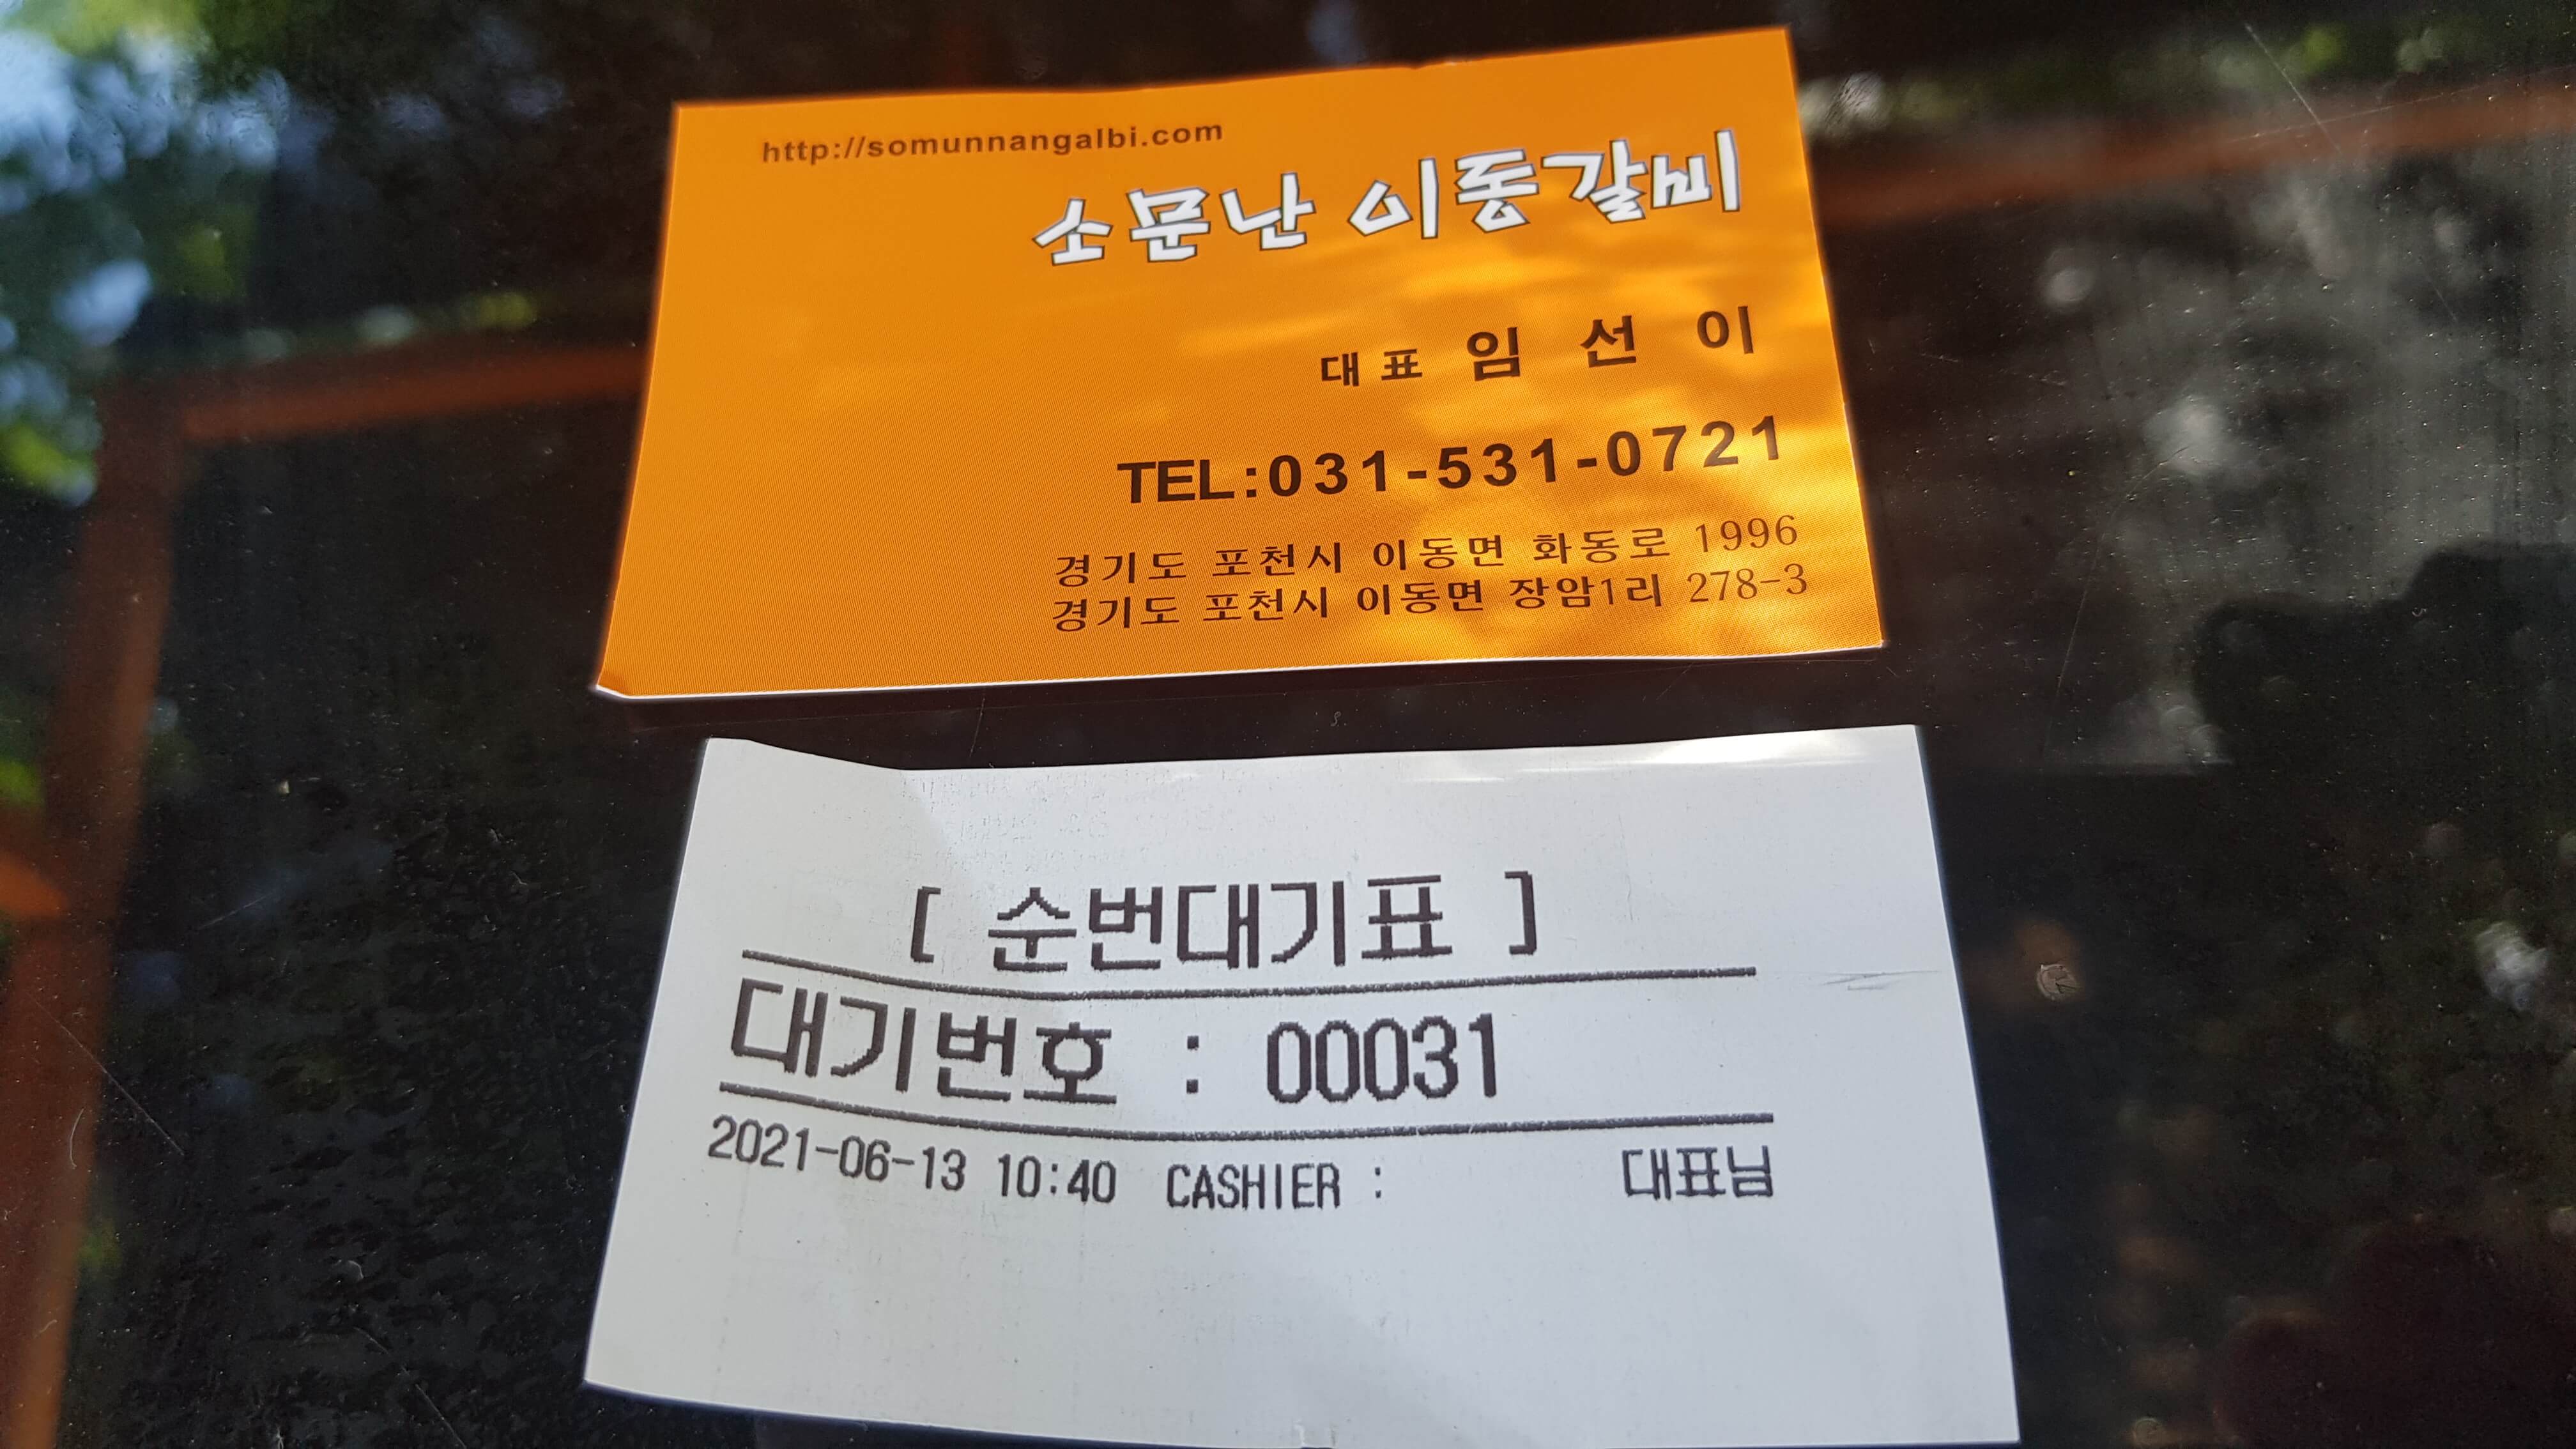 http://somunnangalbi.com
소문난 이동갈비
대표 임 선 이
TEL:031-531-0721
경기도 포천시 이동면 화동로 1996
경기도 포천시 이동면 장암1리 278-3
[ 순번대기표 ]
대기번호 : 00031
2021-06-13 10:40 CASHIER : 대표님